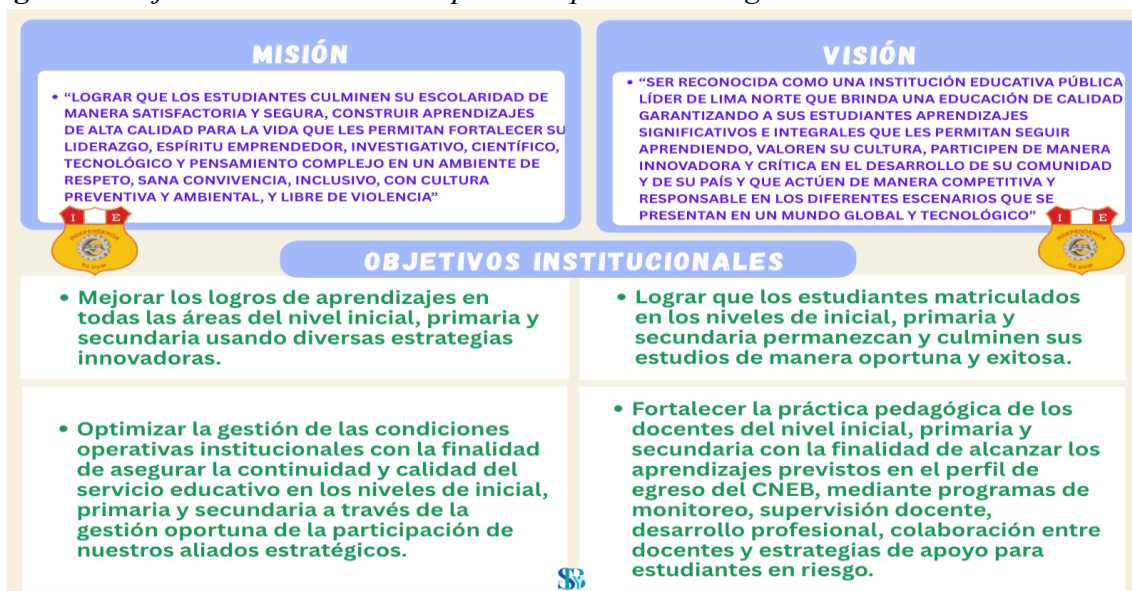 MISIÓN
• “LOGRAR QUE LOS ESTUDIANTES CULMINEN SU ESCOLARIDAD DE
MANERA SATISFACTORIA Y SEGURA, CONSTRUIR APRENDIZAJES
DE ALTA CALIDAD PARA LA VIDA QUE LES PERMITAN FORTALECER SU
LIDERAZGO, ESPÍRITU EMPRENDEDOR, INVESTIGATIVO, CIENTÍFICO,
TECNOLÓGICO Y PENSAMIENTO COMPLEJO EN UN AMBIENTE DE
RESPETO, SANA CONVIVENCIA, INCLUSIVO, CON CULTURA
PREVENTIVA Y AMBIENTAL, Y LIBRE DE VIOLENCIA”
VISIÓN
• “SER RECONOCIDA COMO UNA INSTITUCIÓN EDUCATIVA PÚBLICA
LÍDER DE LIMA NORTE QUE BRINDA UNA EDUCACIÓN DE CALIDAD
GARANTIZANDO A SUS ESTUDIANTES APRENDIZAJES
SIGNIFICATIVOS E INTEGRALES QUE LES PERMITAN SEGUIR
APRENDIENDO, VALOREN SU CULTURA, PARTICIPEN DE MANERA
INNOVADORA Y CRÍTICA EN EL DESARROLLO DE SU COMUNIDAD
Y DE SU PAÍS Y QUE ACTÚEN DE MANERA COMPETITIVA Y
RESPONSABLE EN LOS DIFERENTES ESCENARIOS QUE SE
PRESENTAN EN UN MUNDO GLOBAL Y TECNOLÓGICO”
I E
INDEPENDENCIA
I E
INDEPENDENCIA
OBJETIVOS INSTITUCIONALES
• Mejorar los logros de aprendizajes en
todas las áreas del nivel inicial, primaria y
secundaria usando diversas estrategias
innovadoras.
• Lograr que los estudiantes matriculados
en los niveles de inicial, primaria y
secundaria permanezcan y culminen sus
estudios de manera oportuna y exitosa.
• Optimizar la gestión de las condiciones
operativas institucionales con la finalidad
de asegurar la continuidad y calidad del
servicio educativo en los niveles de inicial,
primaria y secundaria a través de la
gestión oportuna de la participación de
nuestros aliados estratégicos.
• Fortalecer la práctica pedagógica de los
docentes del nivel inicial, primaria y
secundaria con la finalidad de alcanzar los
aprendizajes previstos en el perfil de
egreso del CNEB, mediante programas de
monitoreo, supervisión docente,
desarrollo profesional, colaboración entre
docentes y estrategias de apoyo para
estudiantes en riesgo.